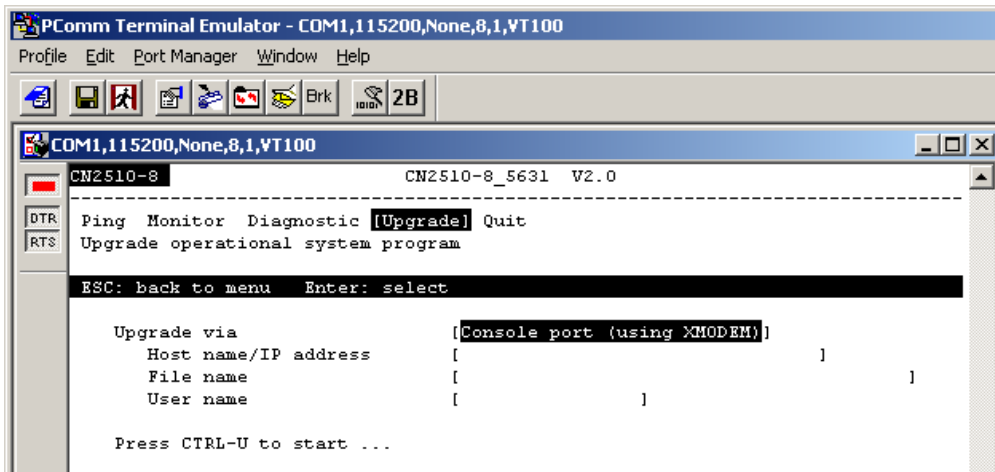 PComm Terminal Emulator - COM1,115200,None,8,1,VT100
Profile Edit Port Manager Window Help
Brk 2B
COM1,115200,None,8,1,VT100
CN2510-8 CN2510-8_5631 V2.0
--------------------------------------------------------------------------------
DTR Ping Monitor Diagnostic [Upgrade] Quit
RTS Upgrade operational system program
ESC: back to menu Enter: select
Upgrade via [Console port (using XMODEM)]
Host name/IP address [ ]
File name [ ]
User name [ ]
Press CTRL-U to start ...